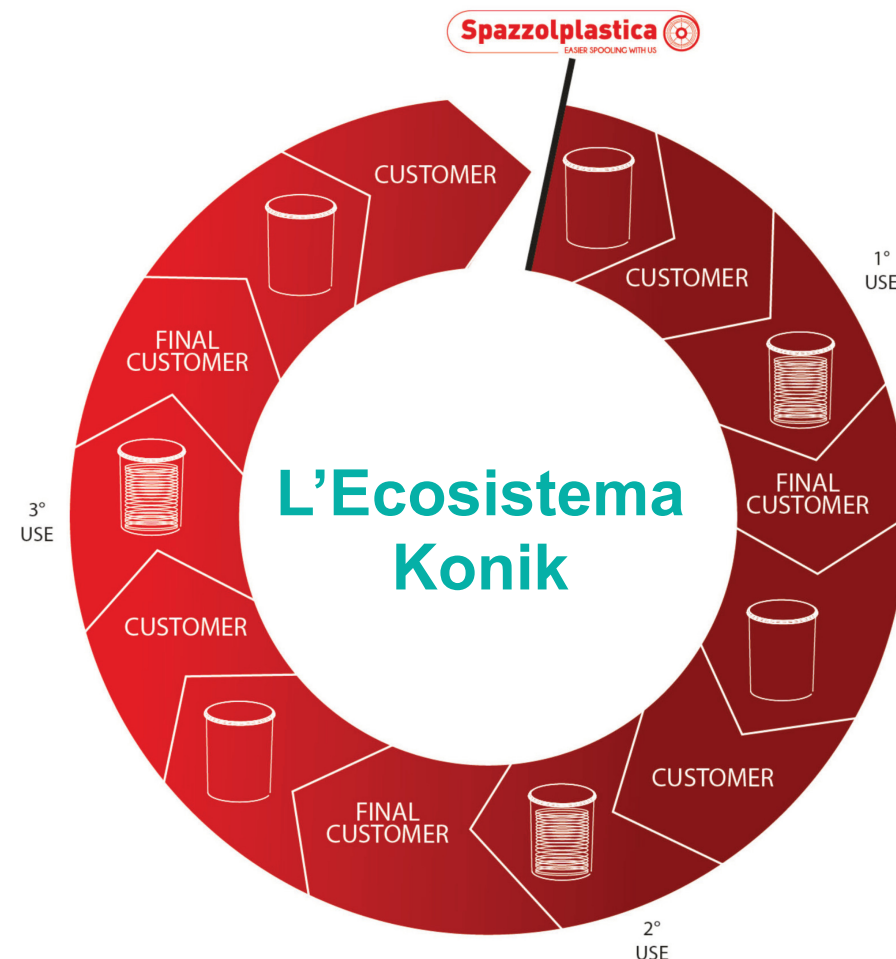 Spazzolplastica
EASIER SPOOLING WITH US
CUSTOMER
1°
USE
FINAL
CUSTOMER
CUSTOMER
2°
USE
FINAL
CUSTOMER
CUSTOMER
3°
USE
FINAL
CUSTOMER
CUSTOMER
L’Ecosistema
Konik